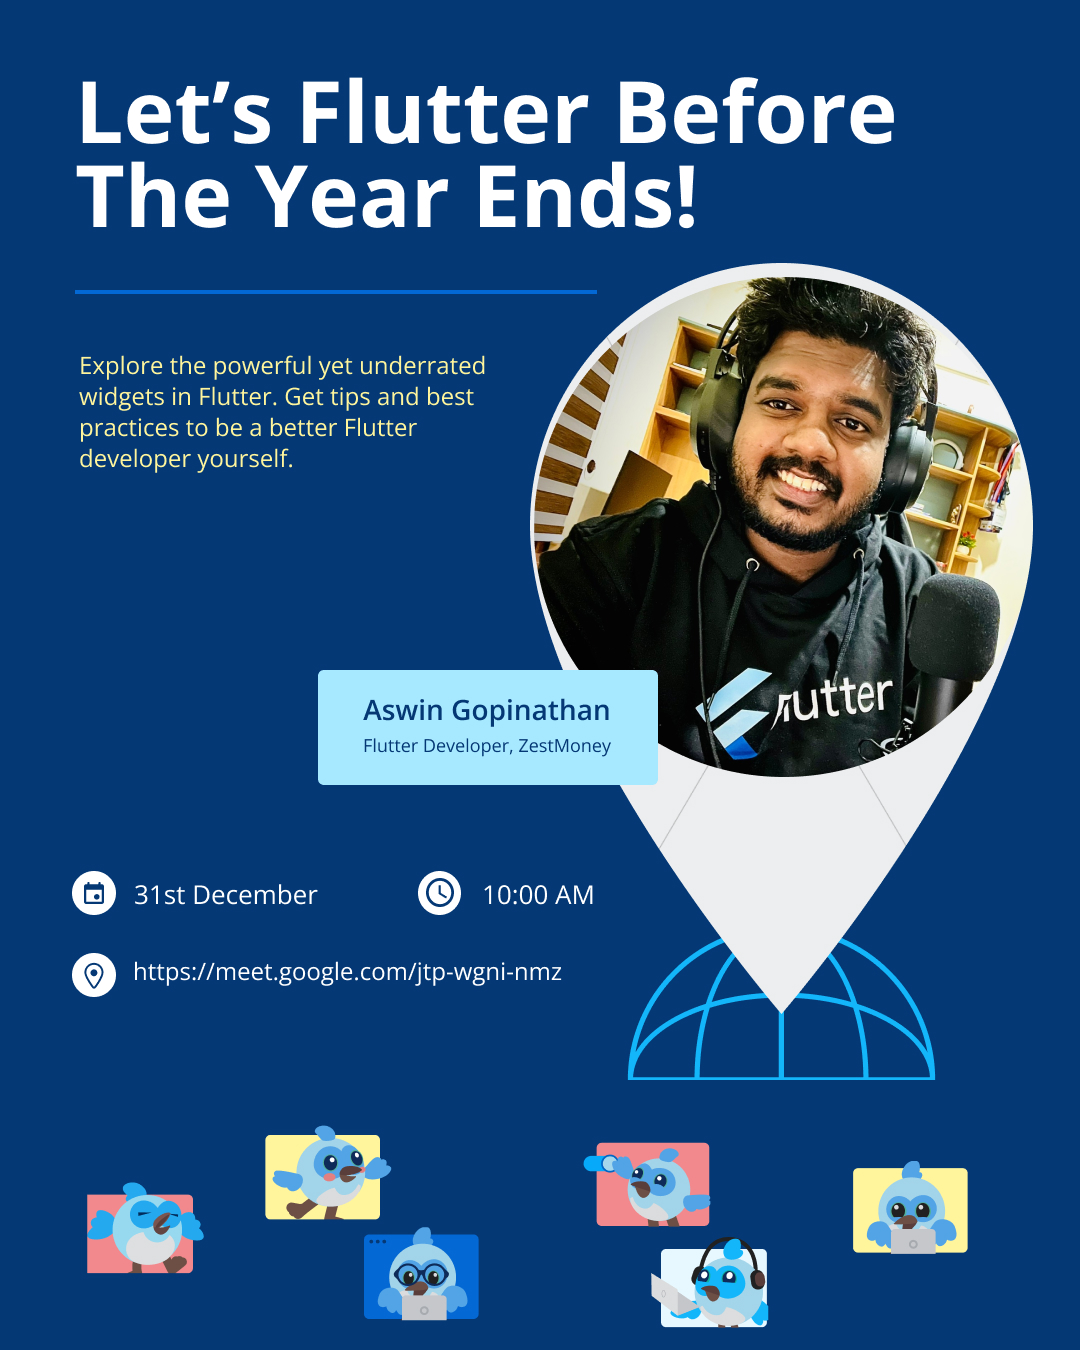 Let’s Flutter Before
The Year Ends!
Explore the powerful yet underrated
widgets in Flutter. Get tips and best
practices to be a better Flutter
developer yourself.
Flutter
Aswin Gopinathan
Flutter Developer, ZestMoney
31st December
10:00 AM
https://meet.google.com/jtp-wgni-nmz